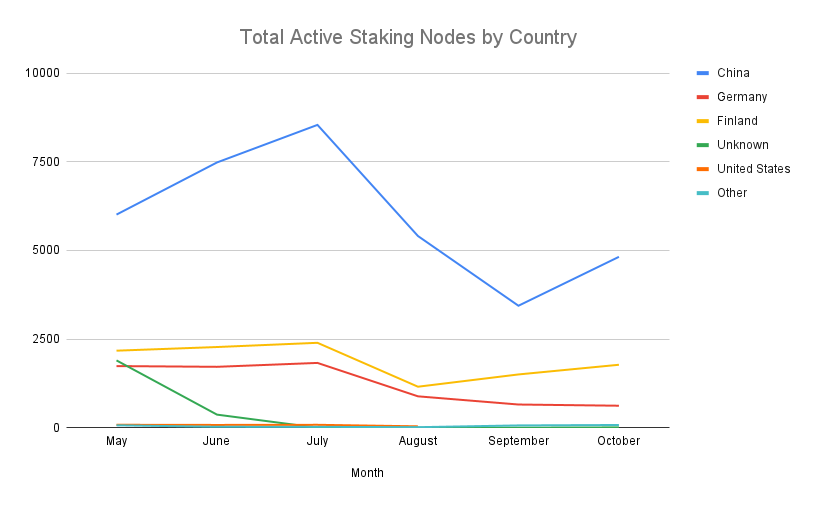 Total Active Staking Nodes by Country
10000
7500
5000
2500
0
May June July August September October
Month
China
Germany
Finland
Unknown
United States
Other